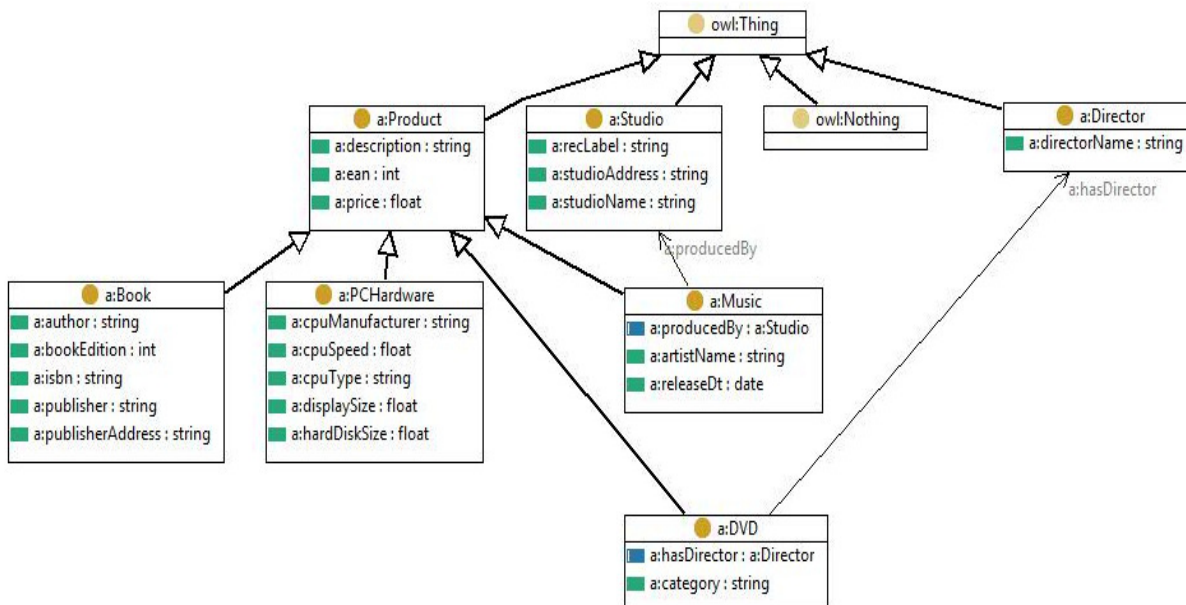 owl:Thing
a:Product
a:description : string
a:ean : int
a:price : float
a:Studio
a:recLabel : string
a:studioAddress : string
a:studioName : string
owl:Nothing
a:Director
a:directorName : string
a:hasDirector
a:producedBy
a:Book
a:author : string
a:bookEdition : int
a:isbn : string
a:publisher : string
a:publisherAddress : string
a:PCHardware
a:cpuManufacturer : string
a:cpuSpeed : float
a:cpuType : string
a:displaySize : float
a:hardDiskSize : float
a:Music
a:producedBy : a:Studio
a:artistName : string
a:releaseDt : date
a:DVD
a:hasDirector : a:Director
a:category : string